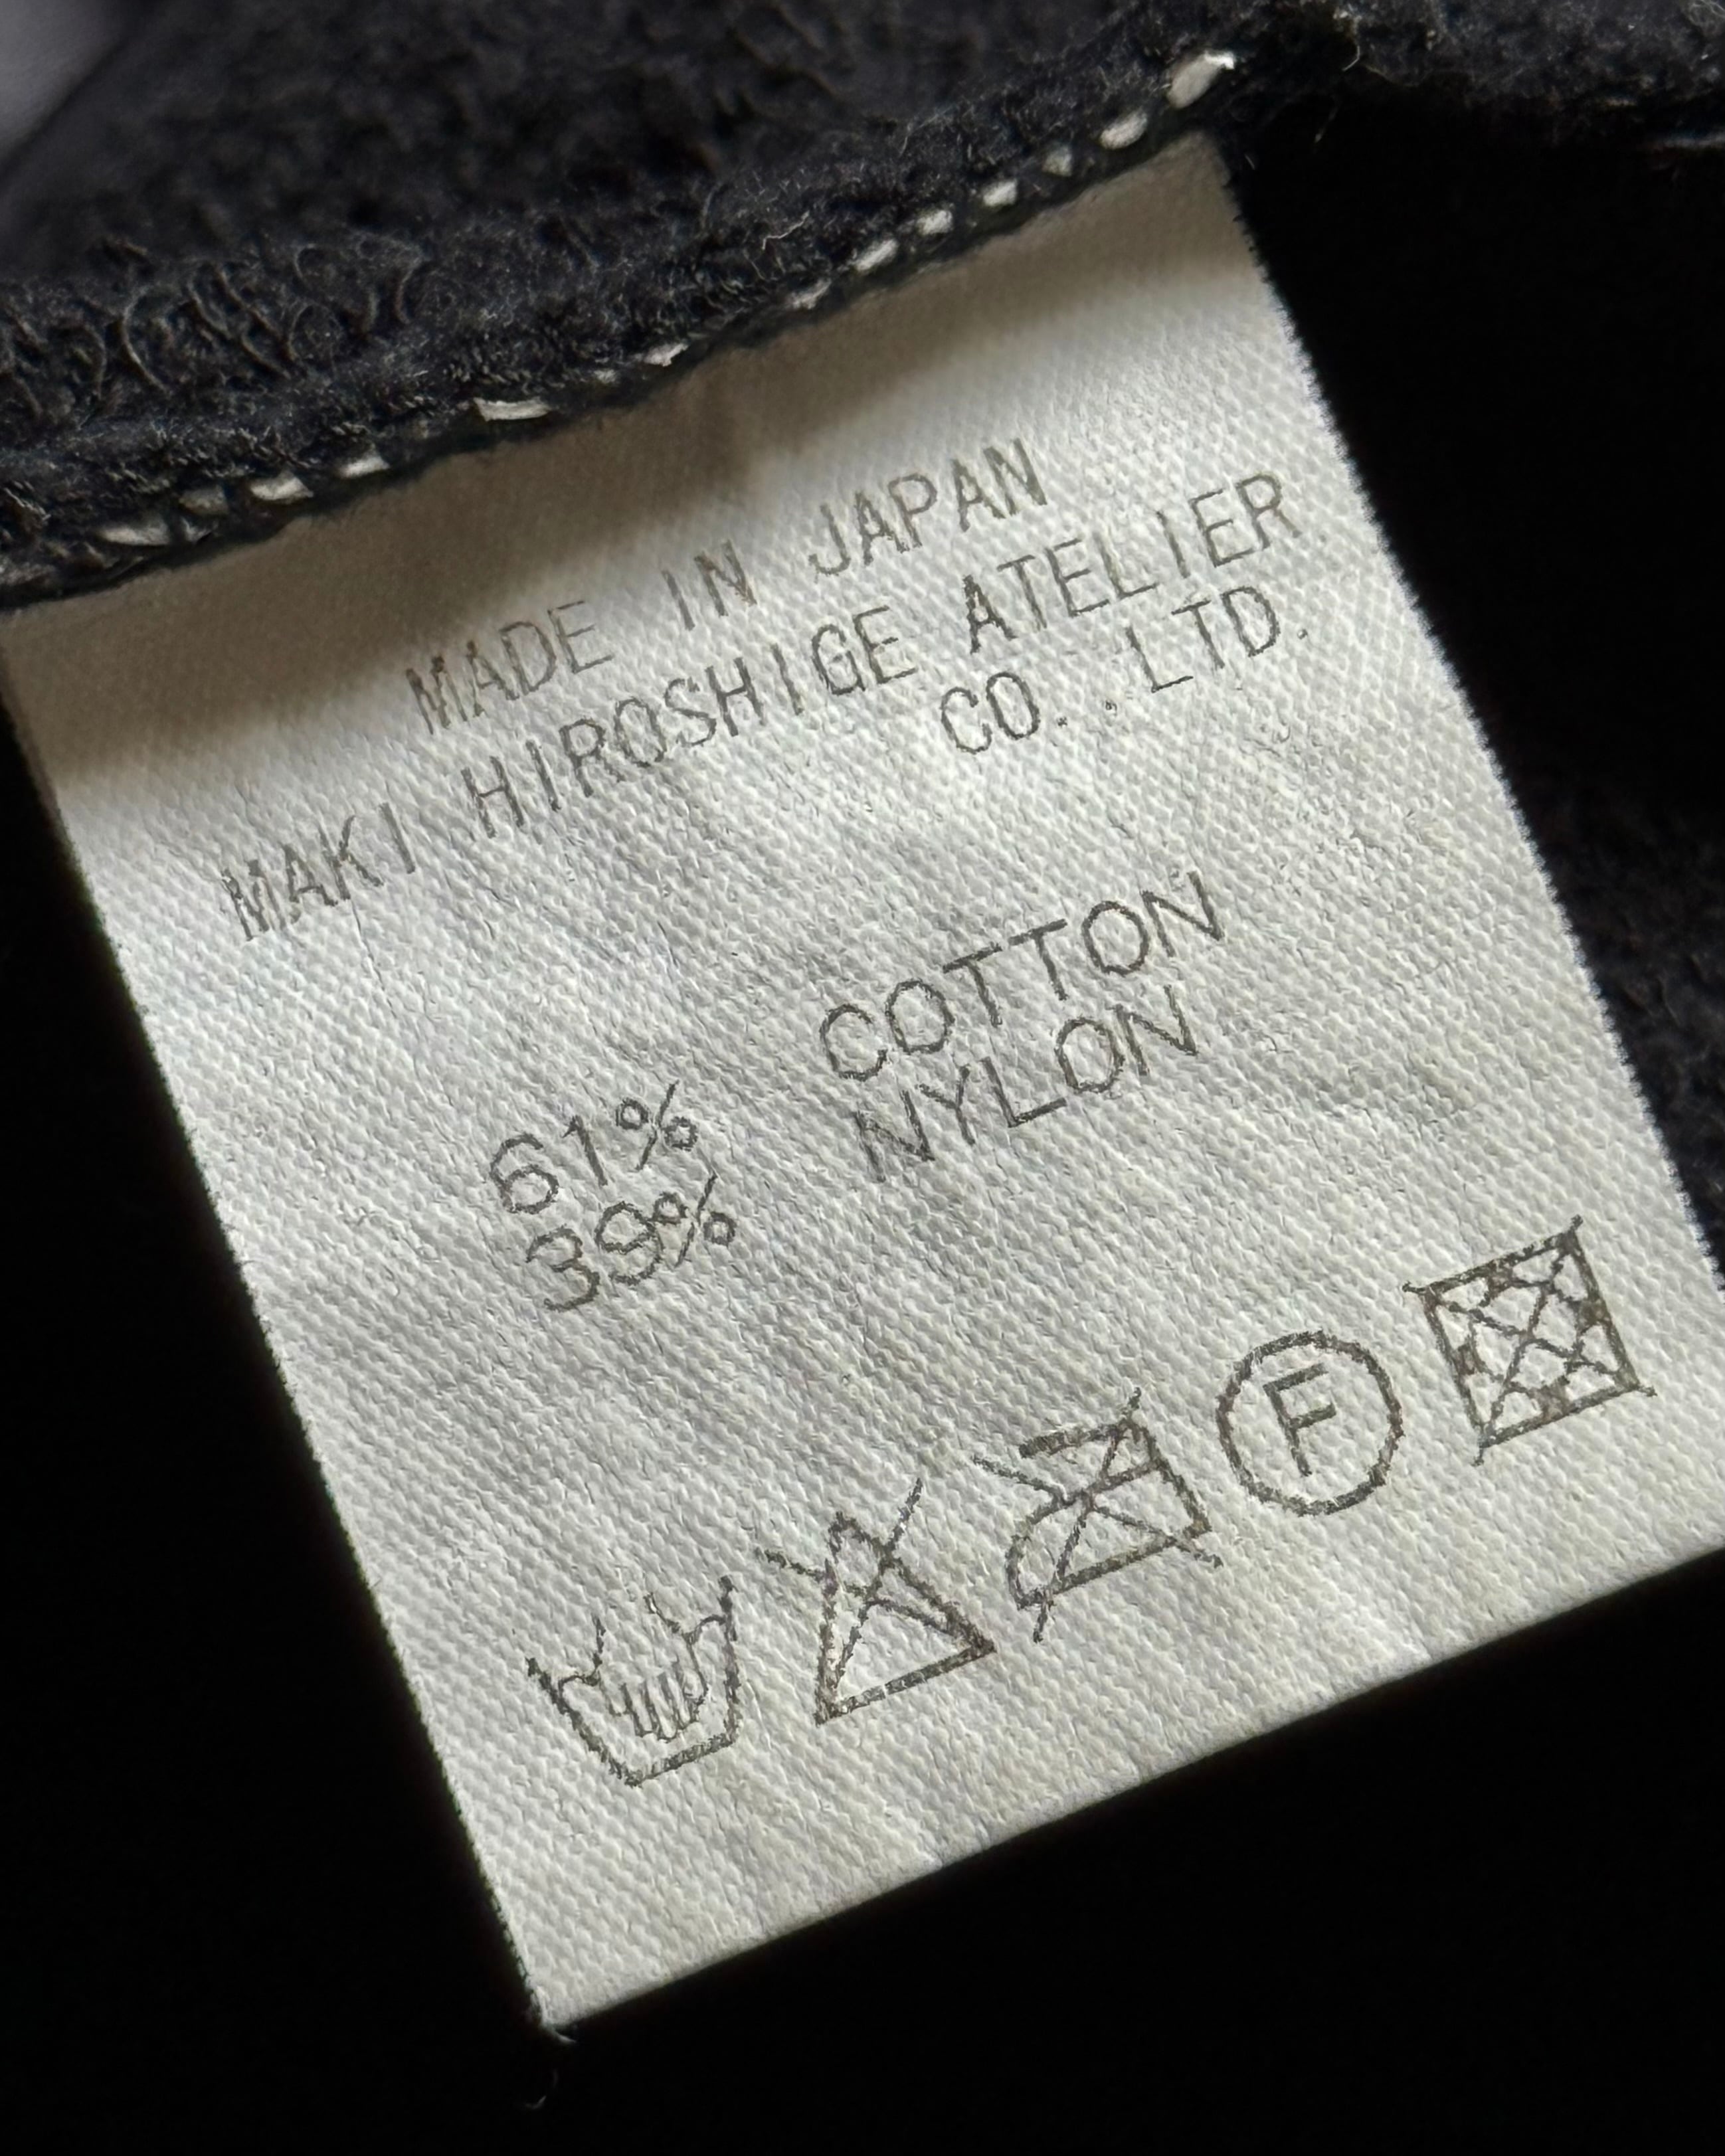 MADE IN JAPAN
MAKI HIROSHIGE ATELIER
CO.,LTD.
61% COTTON
39% NYLON
F